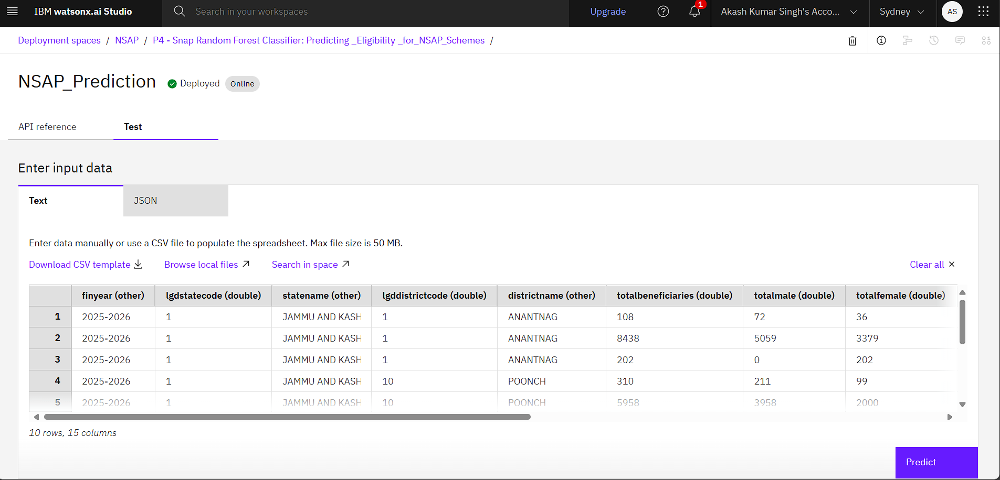 IBM watsonx.ai Studio
Search in your workspaces
Upgrade
1
Akash Kumar Singh's Acco...
Sydney
AS
Deployment spaces / NSAP / P4 - Snap Random Forest Classifier: Predicting _Eligibility _for_NSAP_Schemes /
NSAP_Prediction Deployed Online
API reference Test
Enter input data
Text JSON
Enter data manually or use a CSV file to populate the spreadsheet. Max file size is 50 MB.
Download CSV template Browse local files Search in space Clear all
finyear (other) lgdstatecode (double) statename (other) lgddistrictcode (double) districtname (other) totalbeneficiaries (double) totalmale (double) totalfemale (double)
1 2025-2026 1 JAMMU AND KASH 1 ANANTNAG 108 72 36
2 2025-2026 1 JAMMU AND KASH 1 ANANTNAG 8438 5059 3379
3 2025-2026 1 JAMMU AND KASH 1 ANANTNAG 202 0 202
4 2025-2026 1 JAMMU AND KASH 10 POONCH 310 211 99
5 2025-2026 1 JAMMU AND KASH 10 POONCH 5958 3958 2000
10 rows, 15 columns
Predict